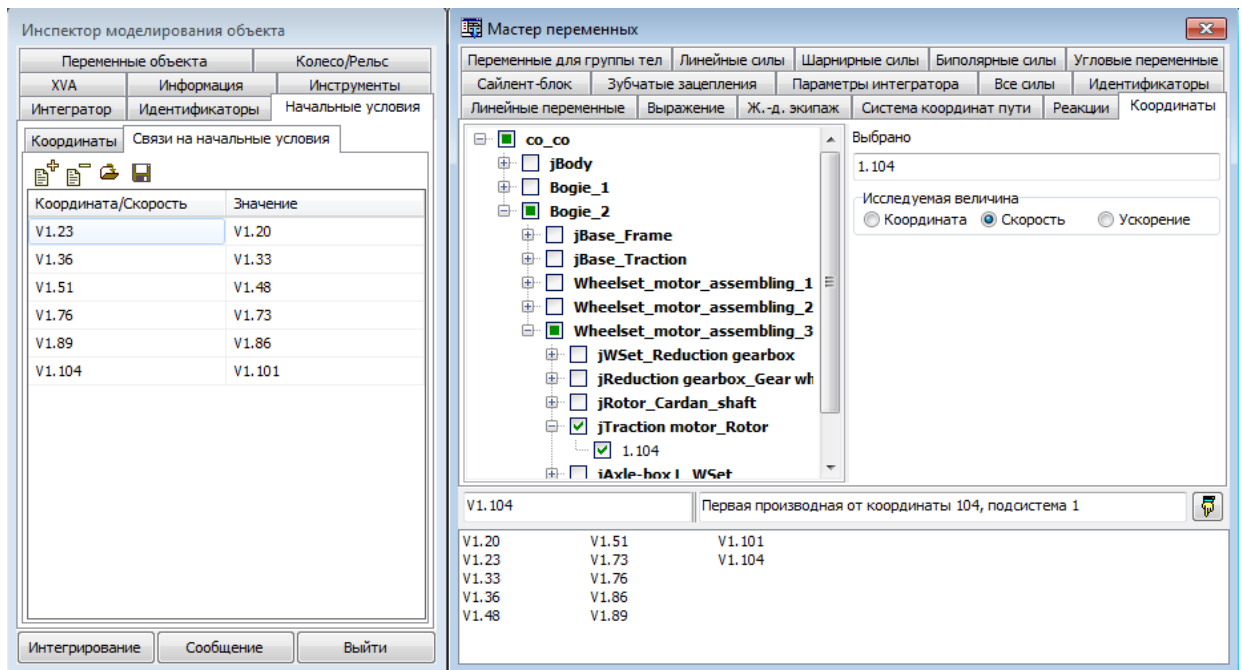 Инспектор моделирования объекта
Переменные объекта Колесо/Рельс
XVA Информация Инструменты
Интегратор Идентификаторы Начальные условия
Координаты Связи на начальные условия
Координата/Скорость Значение
V1.23 V1.20
V1.36 V1.33
V1.51 V1.48
V1.76 V1.73
V1.89 V1.86
V1.104 V1.101
Интегрирование Сообщение Выйти
Мастер переменных
Переменные для группы тел Линейные силы Шарнирные силы Биполярные силы Угловые переменные
Сайлент-блок Зубчатые зацепления Параметры интегратора Все силы Идентификаторы
Линейные переменные Выражение Ж.-д. экипаж Система координат пути Реакции Координаты
co_co
jBody
Bogie_1
Bogie_2
jBase_Frame
jBase_Traction
Wheelset_motor_assembling_1
Wheelset_motor_assembling_2
Wheelset_motor_assembling_3
jWSet_Reduction gearbox
jReduction gearbox_Gear wh
jRotor_Cardan_shaft
jTraction motor_Rotor
1.104
jAxle-box L_WSet
Выбрано
1.104
Исследуемая величина
Координата Скорость Ускорение
V1.104 Первая производная от координаты 104, подсистема 1
V1.20 V1.51 V1.101
V1.23 V1.73 V1.104
V1.33 V1.76
V1.36 V1.86
V1.48 V1.89